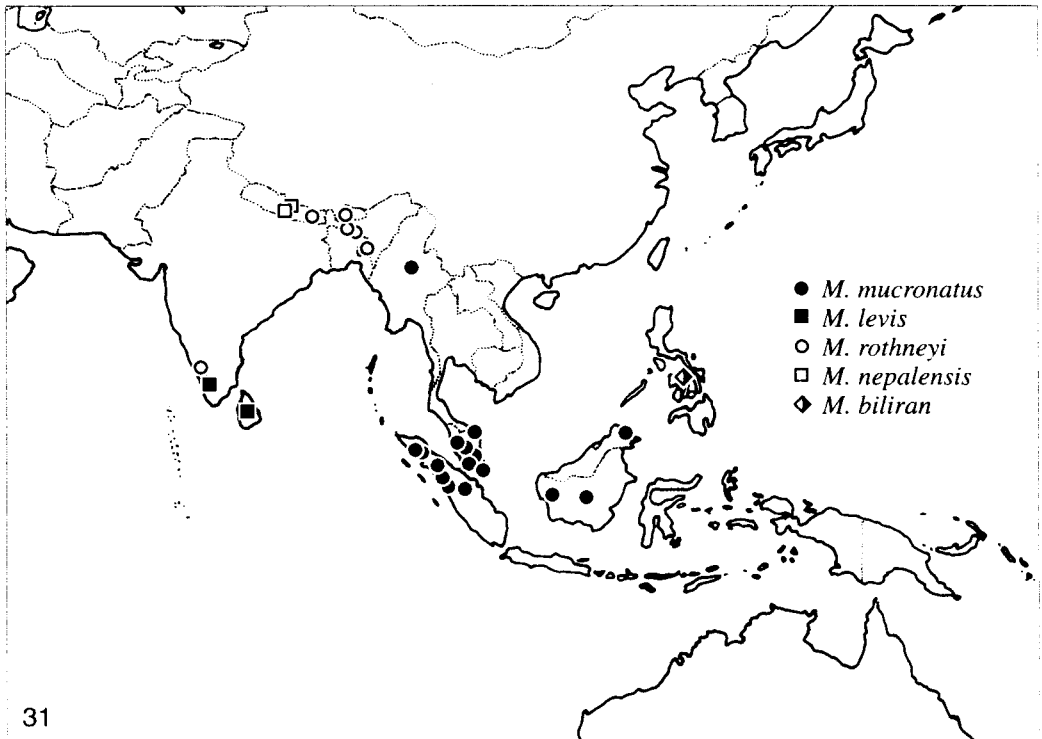 M. mucronatus
M. levis
M. rothneyi
M. nepalensis
M. biliran
31